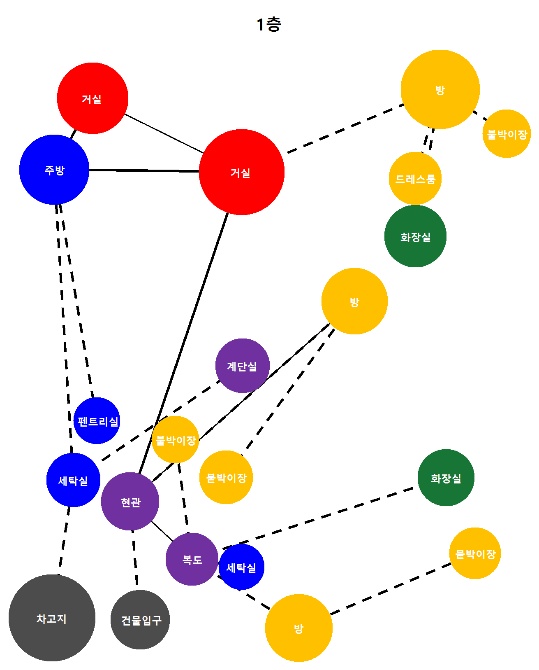 1층
거실
방
붙박이장
주방
거실
드레스룸
화장실
방
계단실
펜트리실
붙박이장
세탁실
현관
붙박이장
화장실
복도
세탁실
붙박이장
차고지
건물입구
방